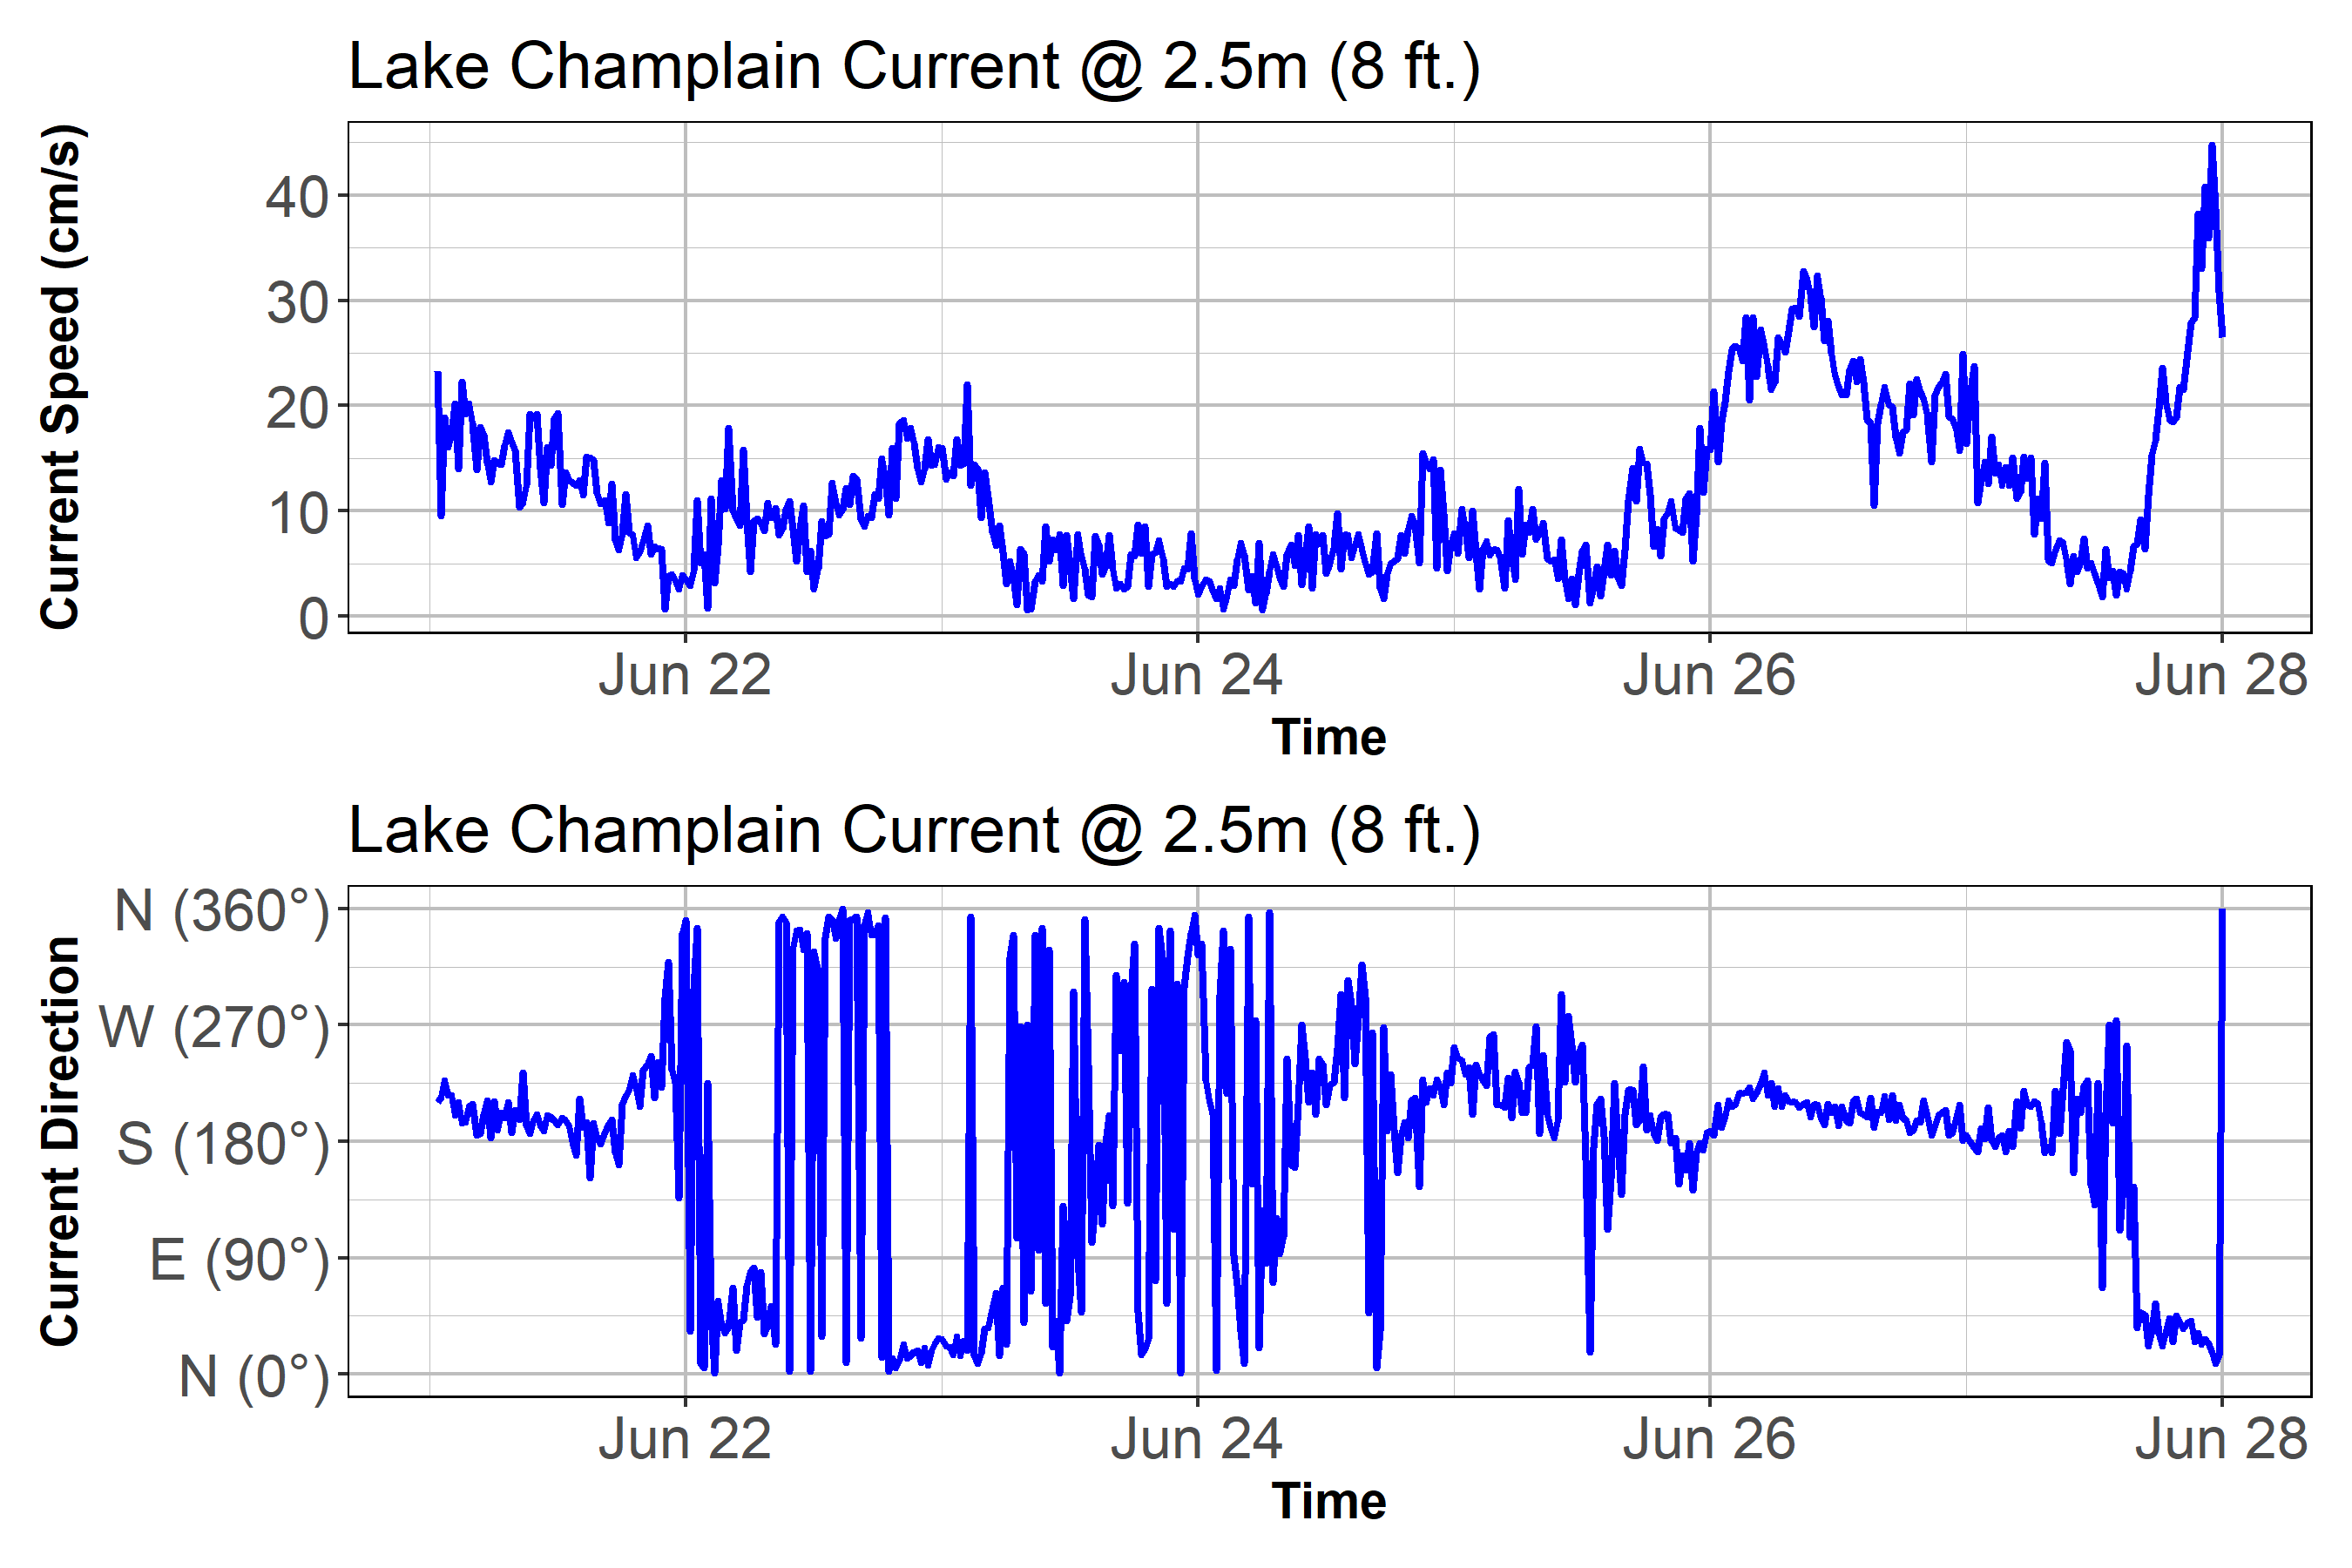 Lake Champlain Current @ 2.5m (8 ft.)
Current Speed (cm/s)
40
30
20
10
0
Jun 22 Jun 24 Jun 26 Jun 28
Time
Lake Champlain Current @ 2.5m (8 ft.)
Current Direction
N (360°)
W (270°)
S (180°)
E (90°)
N (0°)
Jun 22 Jun 24 Jun 26 Jun 28
Time